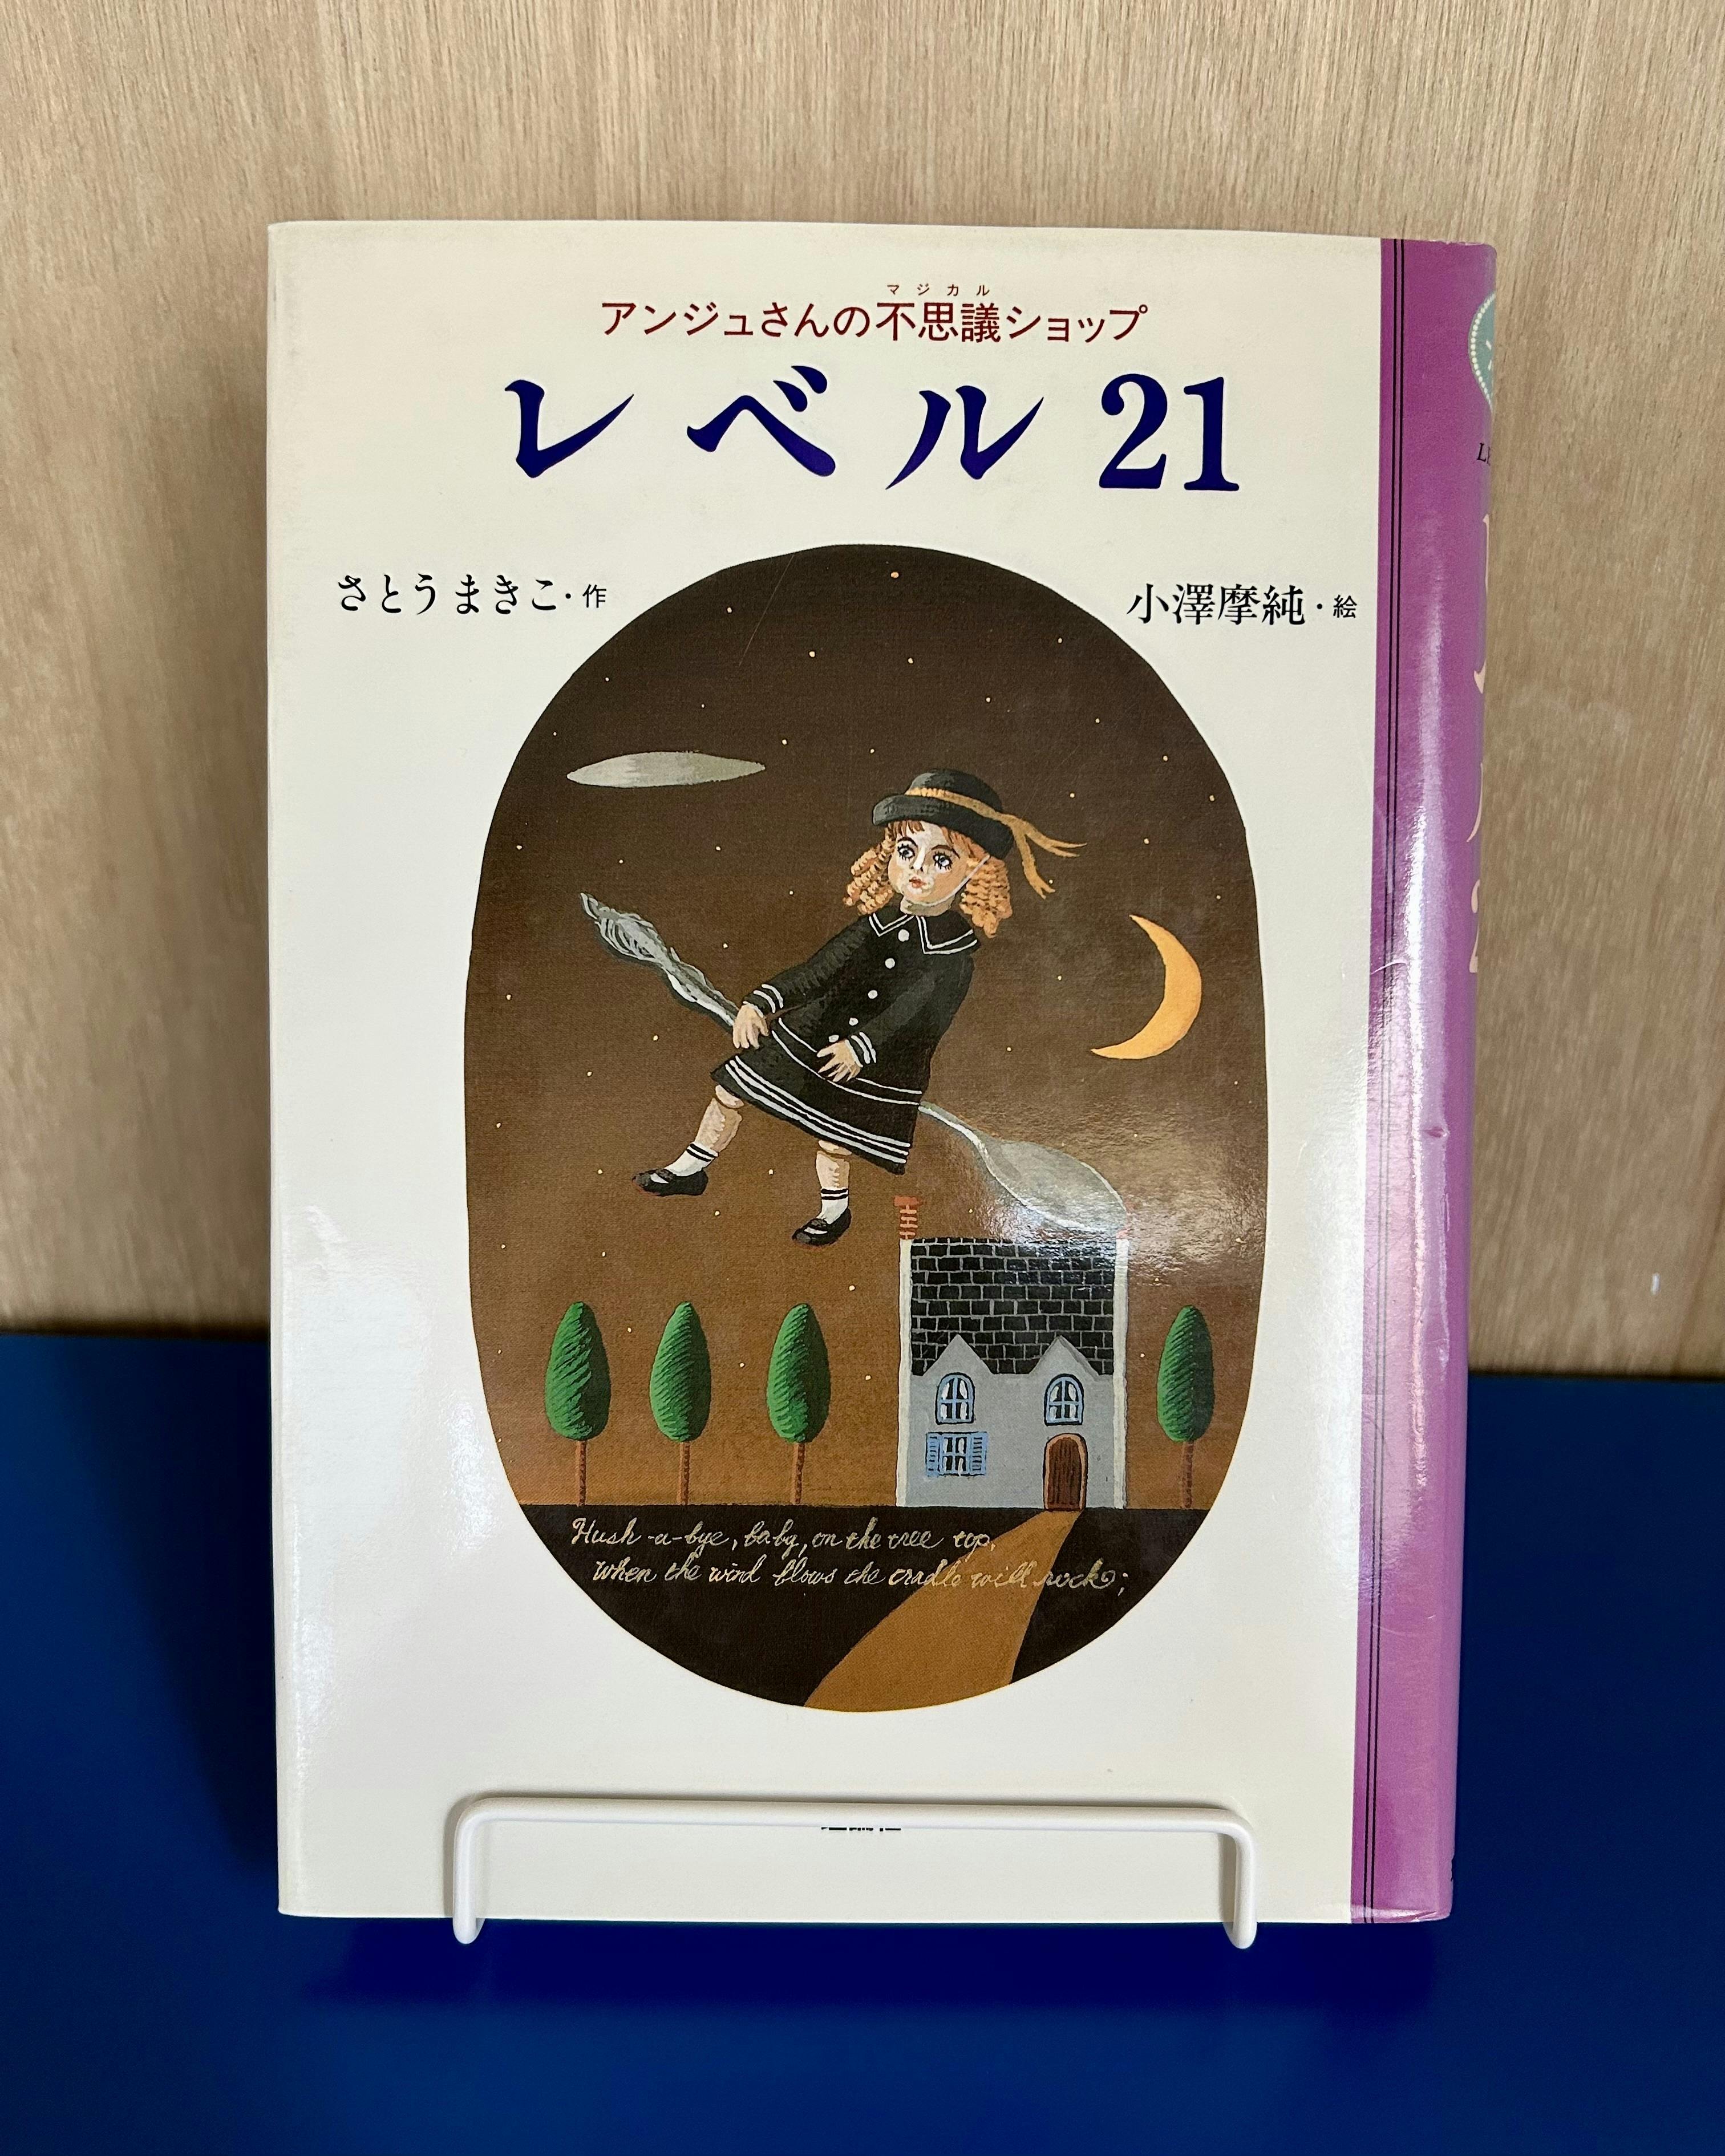 マジカル
アンジュさんの不思議ショップ
レベル 21
さとうまきこ・作
小澤摩純・絵
Hush-a-bye, baby, on the tree top,
When the wind blows the cradle will rock;